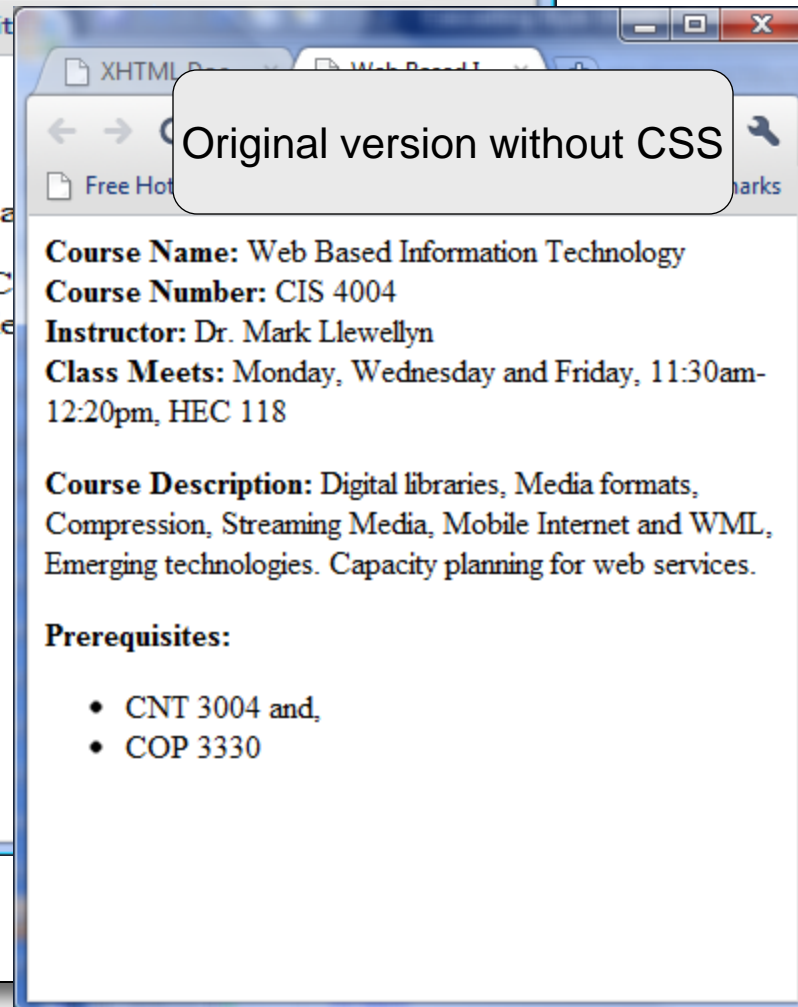 XHTML
Original version without CSS
Free
arks
Course Name: Web Based Information Technology
Course Number: CIS 4004
Instructor: Dr. Mark Llewellyn
Class Meets: Monday, Wednesday and Friday, 11:30am-
12:20pm, HEC 118
Course Description: Digital libraries, Media formats,
Compression, Streaming Media, Mobile Internet and WML,
Emerging technologies. Capacity planning for web services.
Prerequisites:
• CNT 3004 and,
• COP 3330